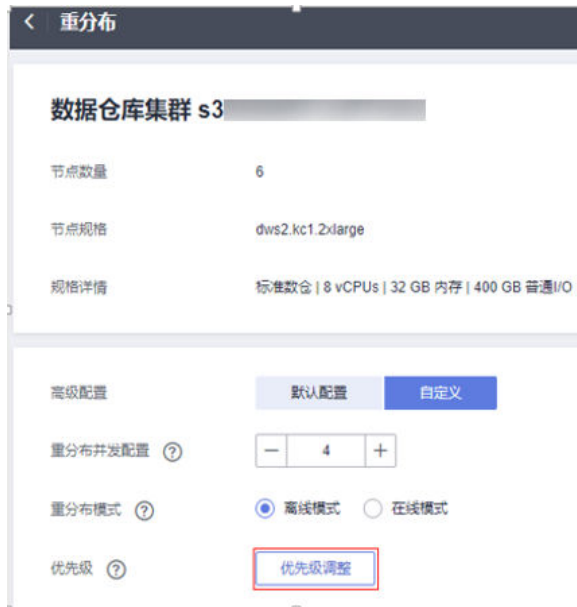 重分布
数据仓库集群 s3
节点数量 6
节点规格 dws2.kc1.2xlarge
规格详情 标准数仓 | 8 vCPUs | 32 GB 内存 | 400 GB 普通I/O
高级配置 默认配置 自定义
重分布并发配置 ? — 4 +
重分布模式 ? 离线模式 在线模式
优先级 ? 优先级调整